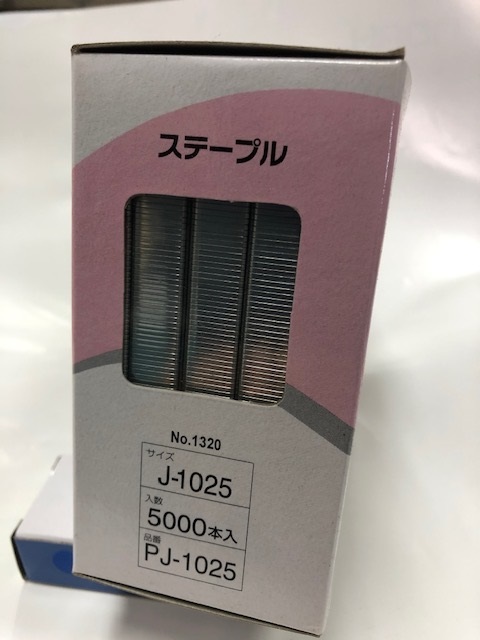 ステープル
No.1320
サイズ
J-1025
入数
5000本入
品番
PJ-1025